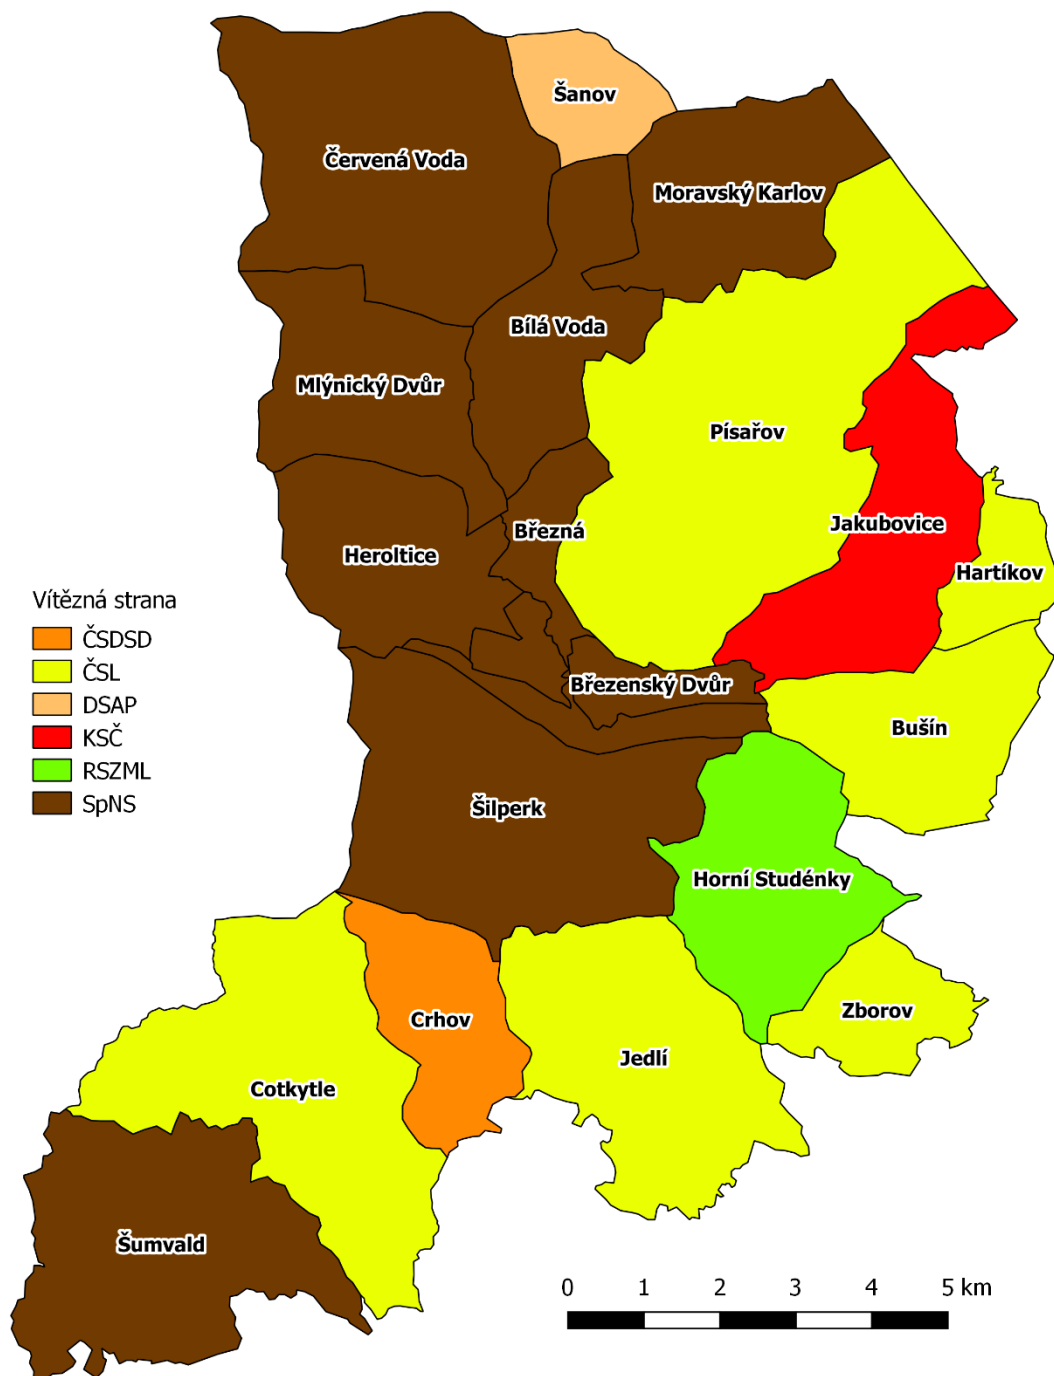 Šanov
Červená Voda
Moravský Karlov
Bílá Voda
Mlýnický Dvůr
Písařov
Březná
Jakubovice
Heroltice
Hartíkov
Vítězná strana
ČSDSD
ČSL
DSAP
KSČ
RSZML
SpNS
Březenský Dvůr
Bušín
Šilperk
Horní Studénky
Zborov
Crhov
Jedlí
Cotkytle
Šumvald
0 1 2 3 4 5 km